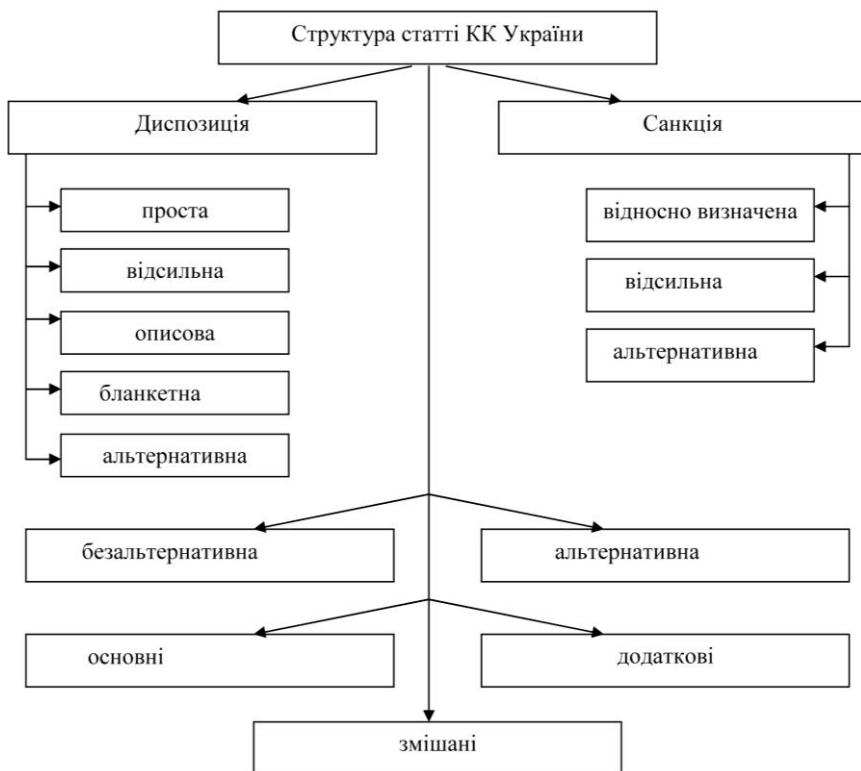 Структура статті КК України
Диспозиція
Санкція
проста
відсильна
описова
бланкетна
альтернативна
відносно визначена
відсильна
альтернативна
безальтернативна
альтернативна
основні
додаткові
змішані